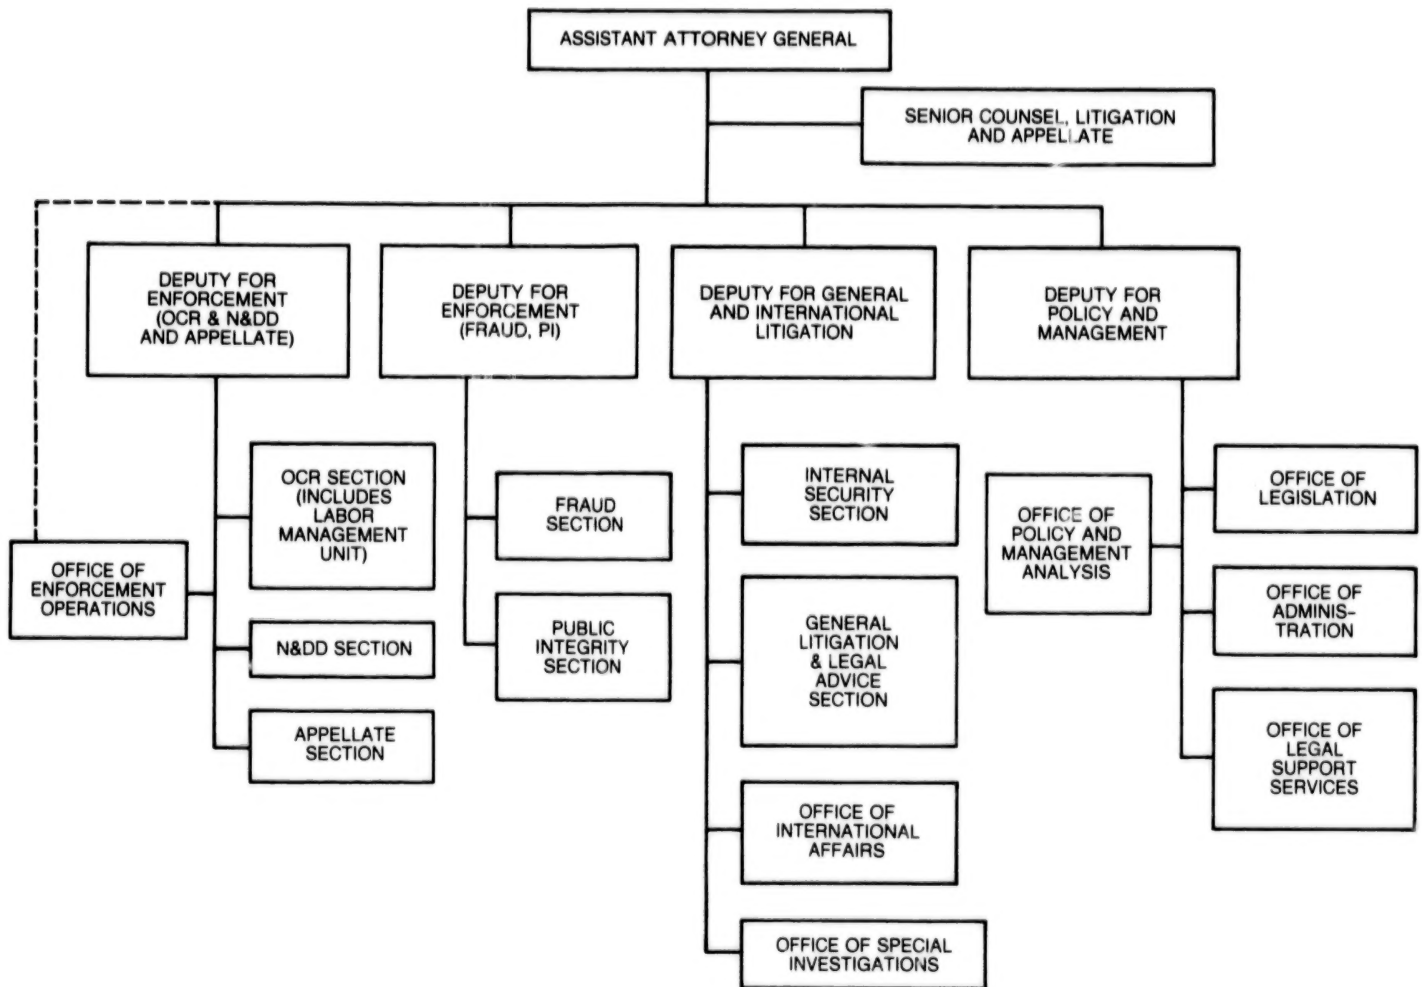 ASSISTANT ATTORNEY GENERAL
SENIOR COUNSEL, LITIGATION
AND APPELLATE
DEPUTY FOR
ENFORCEMENT
(OCR & N&DD
AND APPELLATE)
DEPUTY FOR
ENFORCEMENT
(FRAUD, PI)
DEPUTY FOR GENERAL
AND INTERNATIONAL
LITIGATION
DEPUTY FOR
POLICY AND
MANAGEMENT
OFFICE OF
ENFORCEMENT
OPERATIONS
OCR SECTION
(INCLUDES
LABOR
MANAGEMENT
UNIT)
N&DD SECTION
APPELLATE
SECTION
FRAUD
SECTION
PUBLIC
INTEGRITY
SECTION
INTERNAL
SECURITY
SECTION
GENERAL
LITIGATION
& LEGAL
ADVICE
SECTION
OFFICE OF
INTERNATIONAL
AFFAIRS
OFFICE OF SPECIAL
INVESTIGATIONS
OFFICE OF
POLICY AND
MANAGEMENT
ANALYSIS
OFFICE OF
LEGISLATION
OFFICE OF
ADMINIS-
TRATION
OFFICE OF
LEGAL
SUPPORT
SERVICES